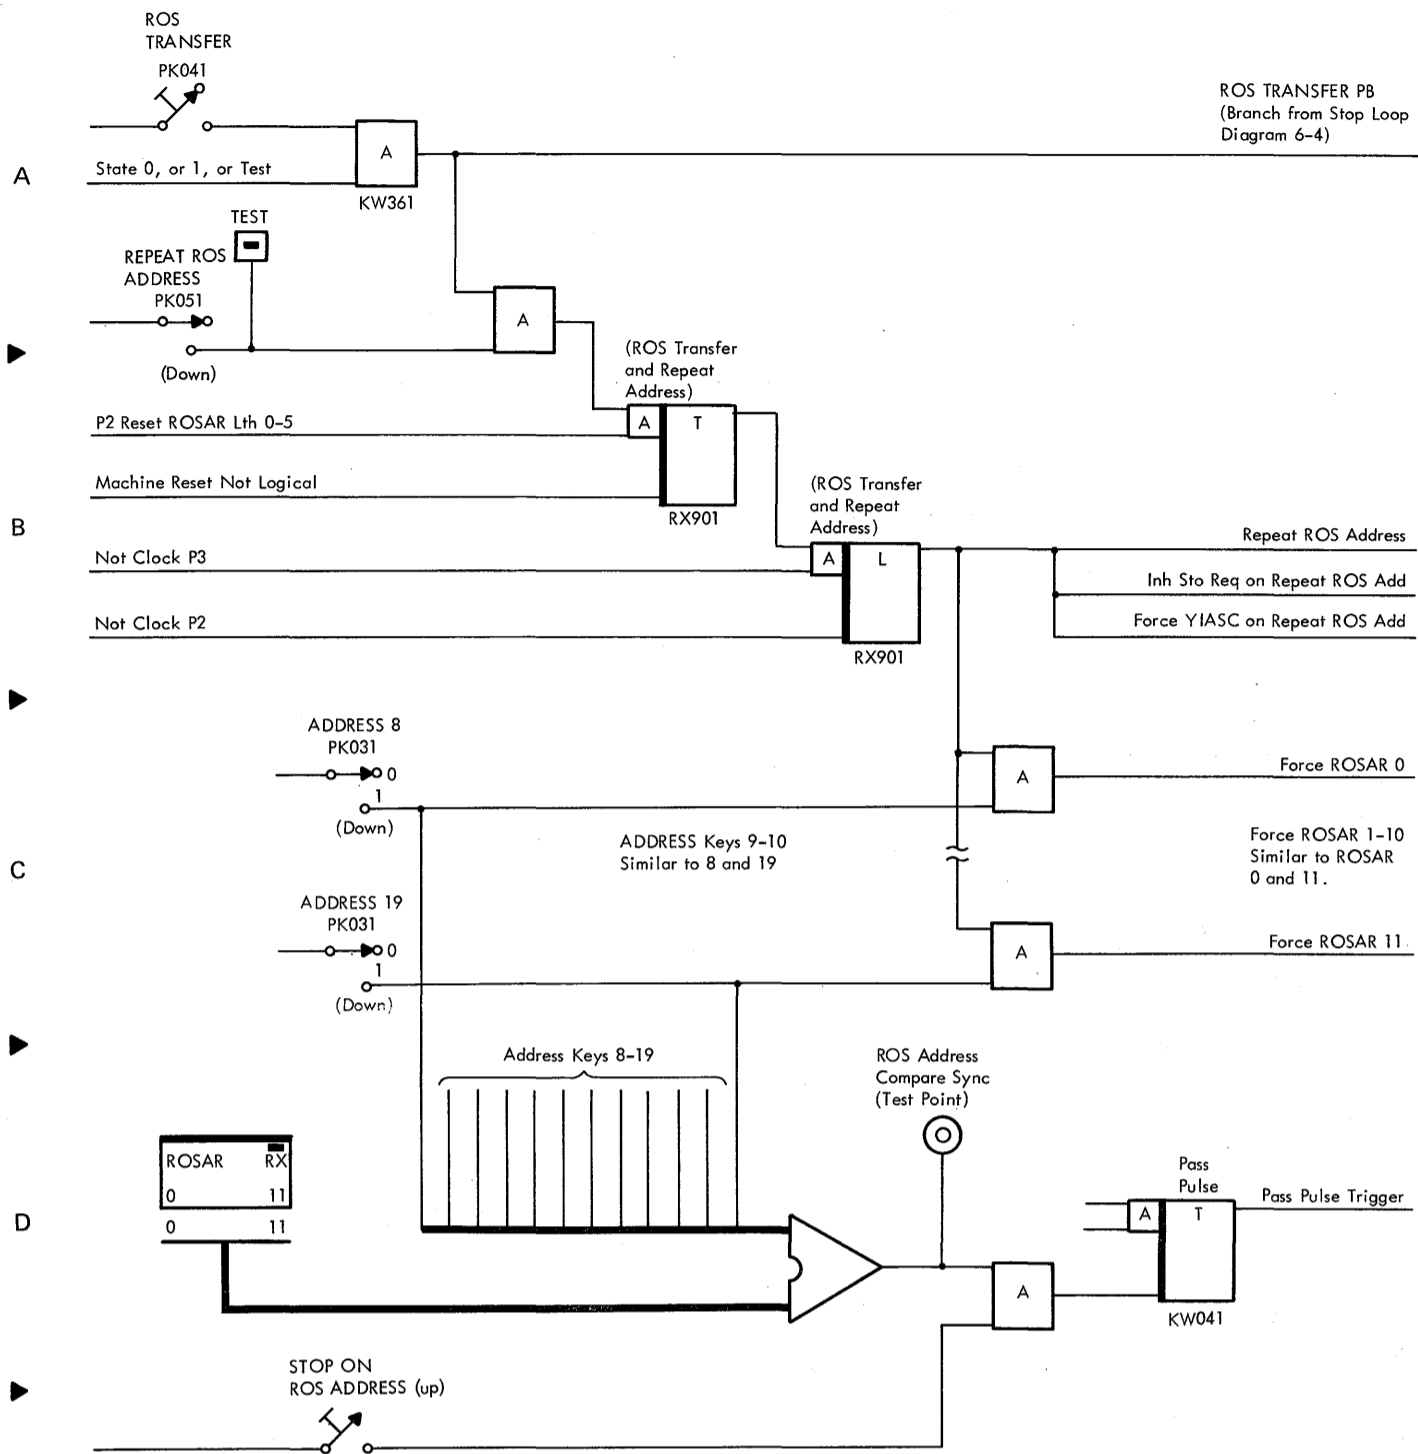 ROS
TRANSFER
PK041
ROS TRANSFER PB
(Branch from Stop Loop
Diagram 6-4)
A
A
State 0, or 1, or Test
KW361
TEST
REPEAT ROS
ADDRESS
PK051
A
(Down)
(ROS Transfer
and Repeat
Address)
P2 Reset ROSAR Lth 0-5
A
T
Machine Reset Not Logical
RX901
(ROS Transfer
and Repeat
Address)
B
Repeat ROS Address
Not Clock P3
A
L
Inh Sto Req on Repeat ROS Add
Not Clock P2
Force YIASC on Repeat ROS Add
RX901
ADDRESS 8
PK031
0
1
(Down)
A
Force ROSAR 0
ADDRESS Keys 9-10
Similar to 8 and 19
Force ROSAR 1-10
Similar to ROSAR
0 and 11.
C
ADDRESS 19
PK031
0
1
(Down)
A
Force ROSAR 11
Address Keys 8-19
ROS Address
Compare Sync
(Test Point)
ROSAR RX
0 11
0 11
D
Pass
Pulse
A
T
Pass Pulse Trigger
A
KW041
STOP ON
ROS ADDRESS (up)